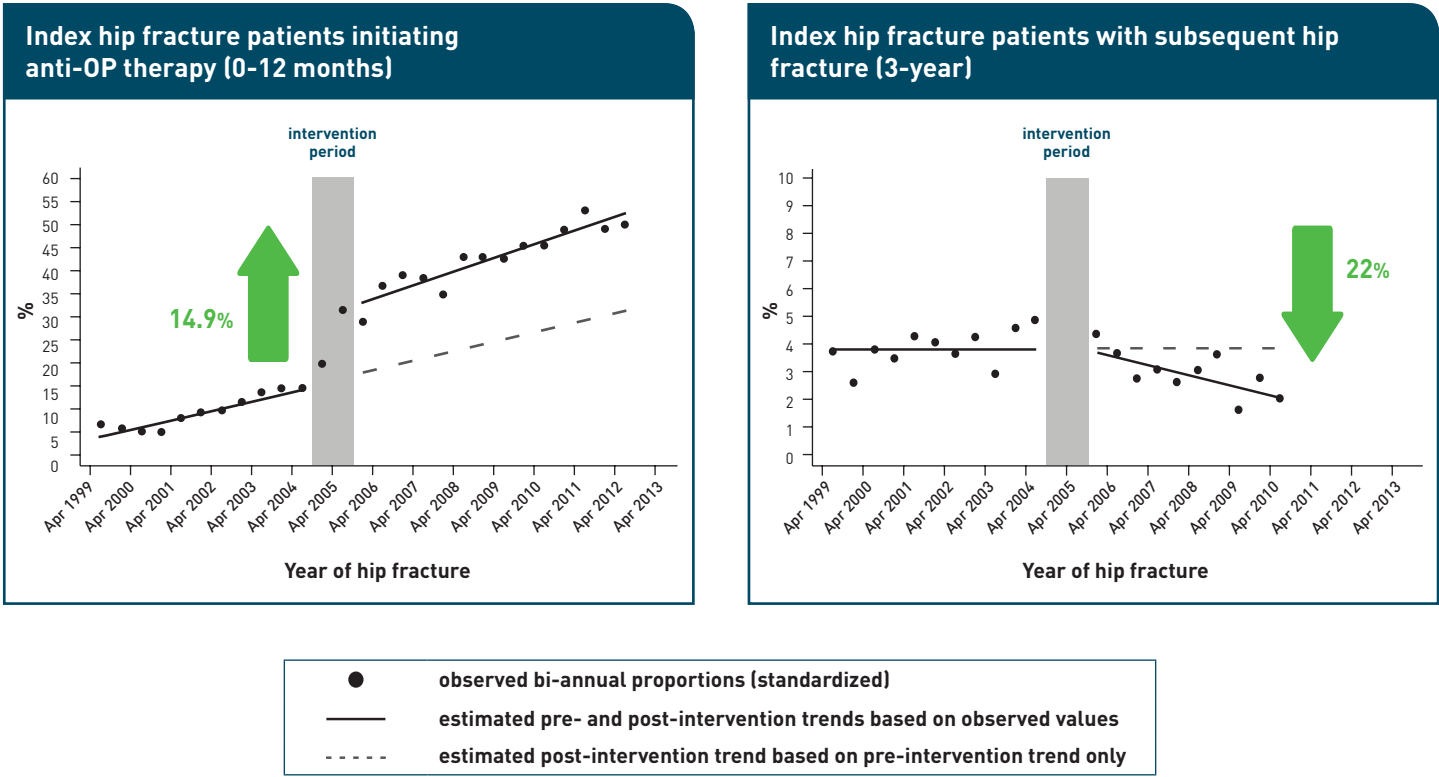 Index hip fracture patients initiating
anti-OP therapy (0-12 months)
intervention
period
60
55
50
45
40
35
30
25
20
15
10
5
0
%
14.9%
Apr 1999
Apr 2000
Apr 2001
Apr 2002
Apr 2003
Apr 2004
Apr 2005
Apr 2006
Apr 2007
Apr 2008
Apr 2009
Apr 2010
Apr 2011
Apr 2012
Apr 2013
Year of hip fracture
Index hip fracture patients with subsequent hip
fracture (3-year)
intervention
period
10
9
8
7
6
5
4
3
2
1
0
%
22%
Apr 1999
Apr 2000
Apr 2001
Apr 2002
Apr 2003
Apr 2004
Apr 2005
Apr 2006
Apr 2007
Apr 2008
Apr 2009
Apr 2010
Apr 2011
Apr 2012
Apr 2013
Year of hip fracture
observed bi-annual proportions (standardized)
estimated pre- and post-intervention trends based on observed values
estimated post-intervention trend based on pre-intervention trend only